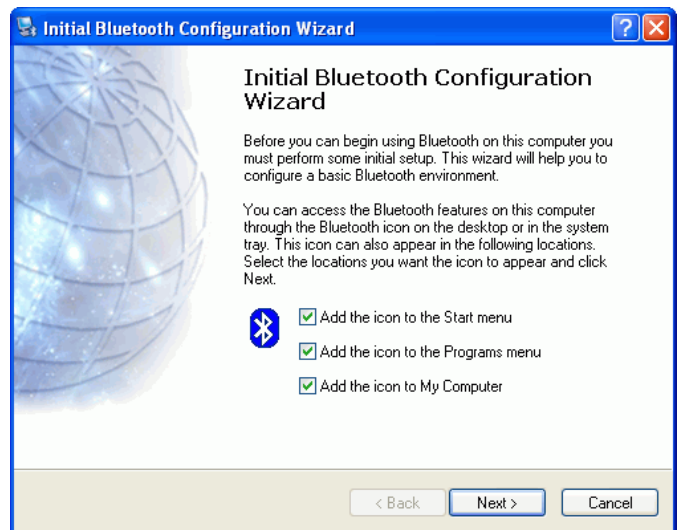 Initial Bluetooth Configuration Wizard
Initial Bluetooth Configuration
Wizard
Before you can begin using Bluetooth on this computer you
must perform some initial setup. This wizard will help you to
configure a basic Bluetooth environment.
You can access the Bluetooth features on this computer
through the Bluetooth icon on the desktop or in the system
tray. This icon can also appear in the following locations.
Select the locations you want the icon to appear and click
Next.
Add the icon to the Start menu
Add the icon to the Programs menu
Add the icon to My Computer
< Back Next > Cancel